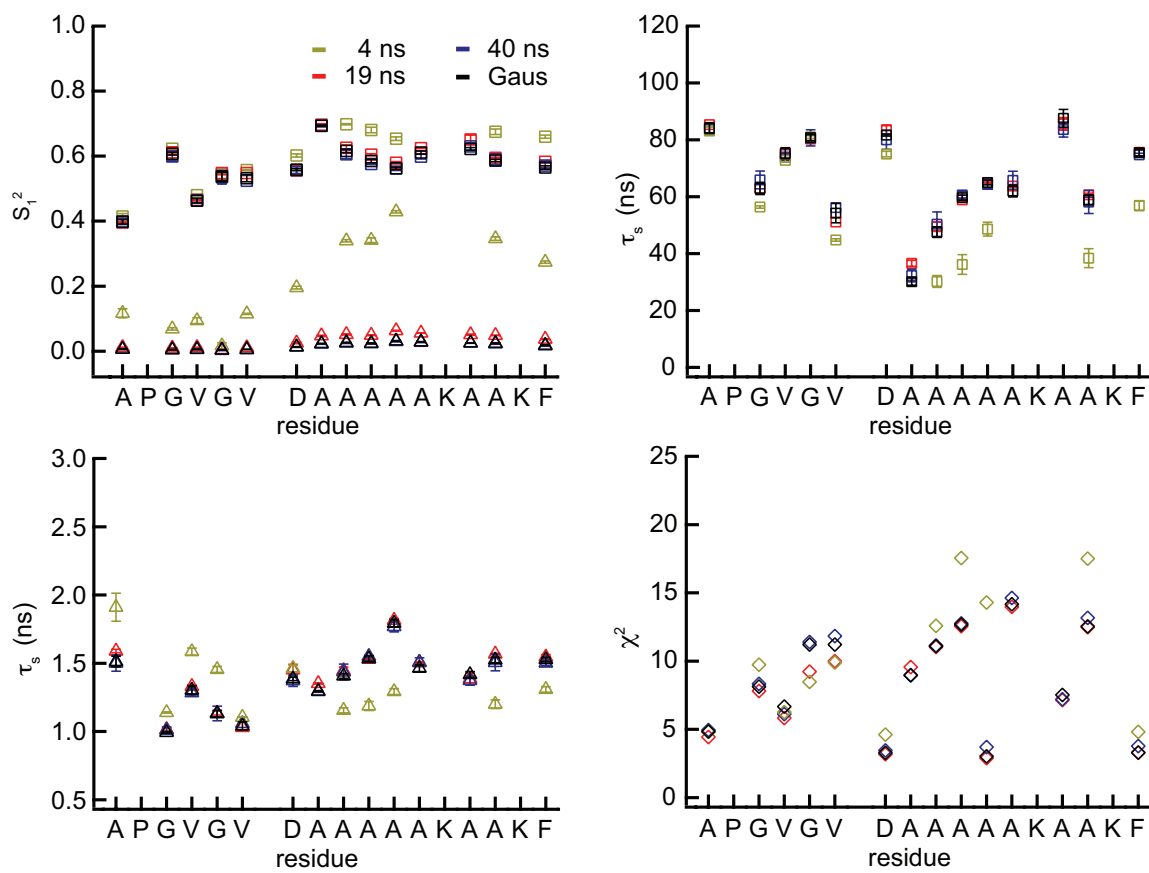 1.0
0.8
0.6
0.4
0.2
0.0
S₁²
4 ns
40 ns
19 ns
Gaus
A P G V G V D A A A A A K A A K F
residue
120
100
80
60
40
20
0
τₛ (ns)
A P G V G V D A A A A A K A A K F
residue
3.0
2.5
2.0
1.5
1.0
0.5
τₛ (ns)
A P G V G V D A A A A A K A A K F
residue
25
20
15
10
5
0
χ²
A P G V G V D A A A A A K A A K F
residue